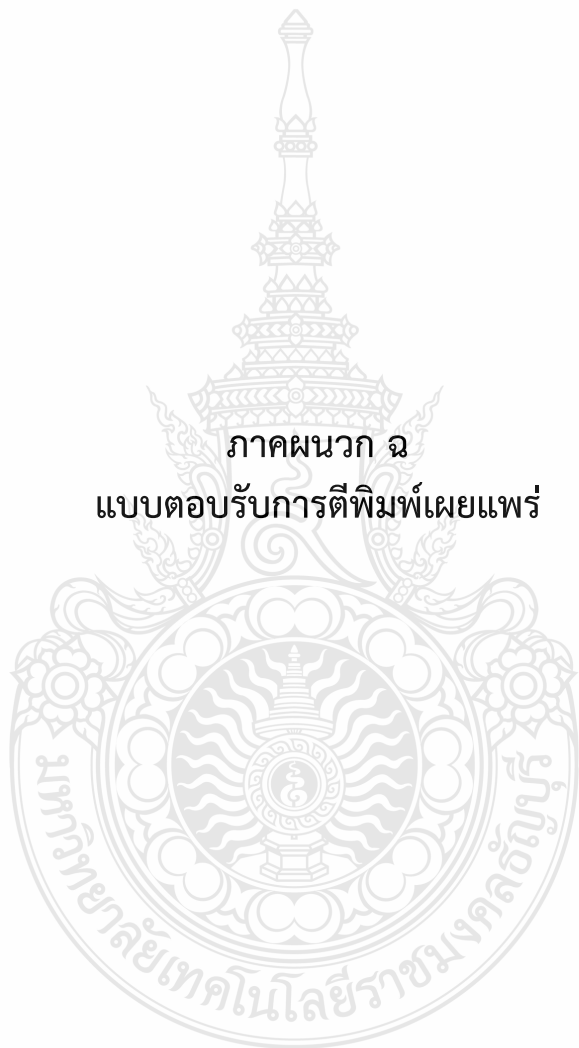 ภาคผนวก ฉ
แบบตอบรับการตีพิมพ์เผยแพร่
มหาวิทยาลัยเทคโนโลยีราชมงคลธัญบุรี